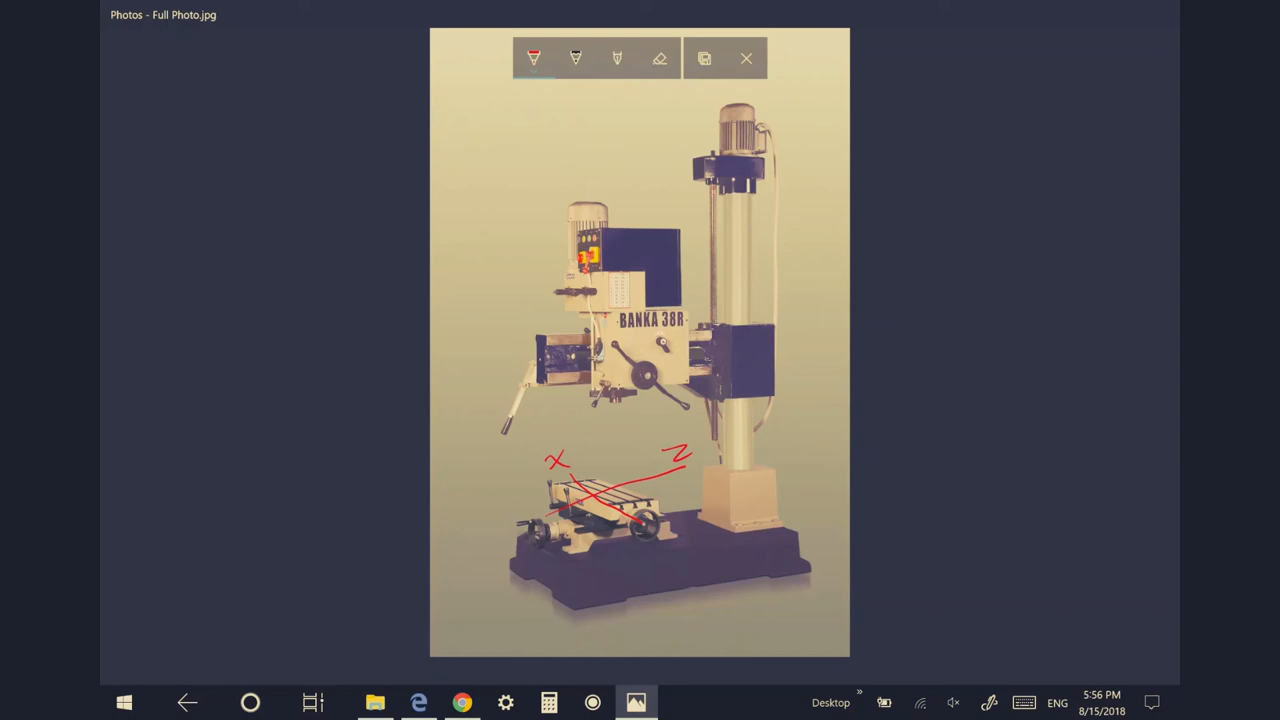 Photos - Full Photo.jpg
BANKA 38R
X
Z
Desktop
»
ENG
5:56 PM
8/15/2018